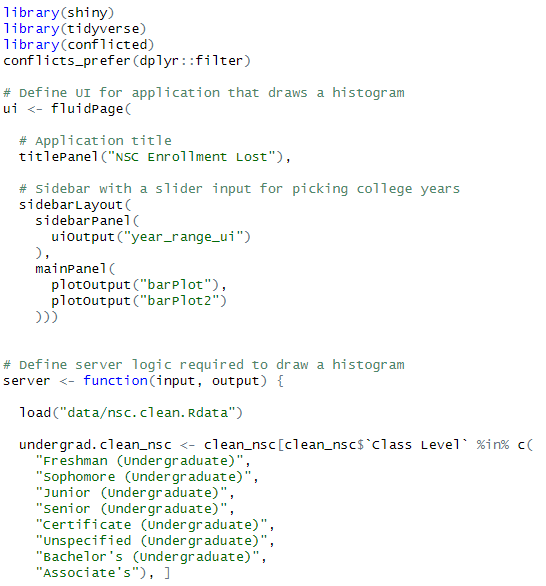 library(shiny)
library(tidyverse)
library(conflicted)
conflicts_prefer(dplyr::filter)
# Define UI for application that draws a histogram
ui <- fluidPage(
# Application title
titlePanel("NSC Enrollment Lost"),
# Sidebar with a slider input for picking college years
sidebarLayout(
sidebarPanel(
uiOutput("year_range_ui")
),
mainPanel(
plotOutput("barPlot"),
plotOutput("barPlot2")
)))
# Define server logic required to draw a histogram
server <- function(input, output) {
load("data/nsc.clean.Rdata")
undergrad.clean_nsc <- clean_nsc[clean_nsc$`Class Level` %in% c(
"Freshman (Undergraduate)",
"Sophomore (Undergraduate)",
"Junior (Undergraduate)",
"Senior (Undergraduate)",
"Certificate (Undergraduate)",
"Unspecified (Undergraduate)",
"Bachelor's (Undergraduate)",
"Associate's"), ]